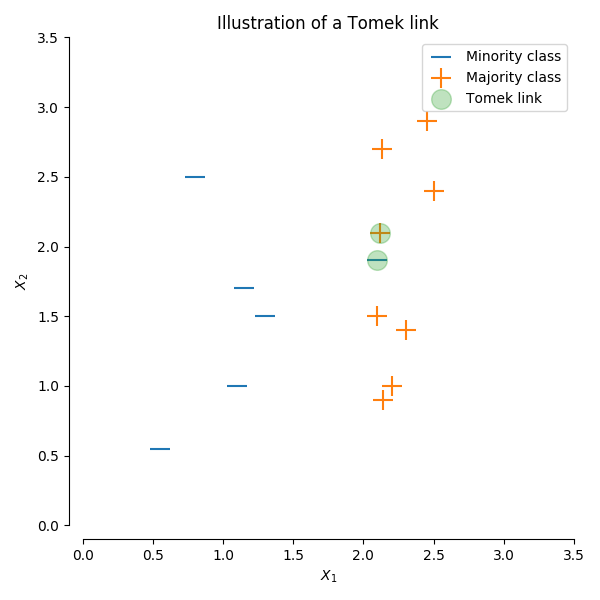 Illustration of a Tomek link
Minority class
Majority class
Tomek link
3.5
3.0
2.5
2.0
1.5
1.0
0.5
0.0
X2
0.0 0.5 1.0 1.5 2.0 2.5 3.0 3.5
X1